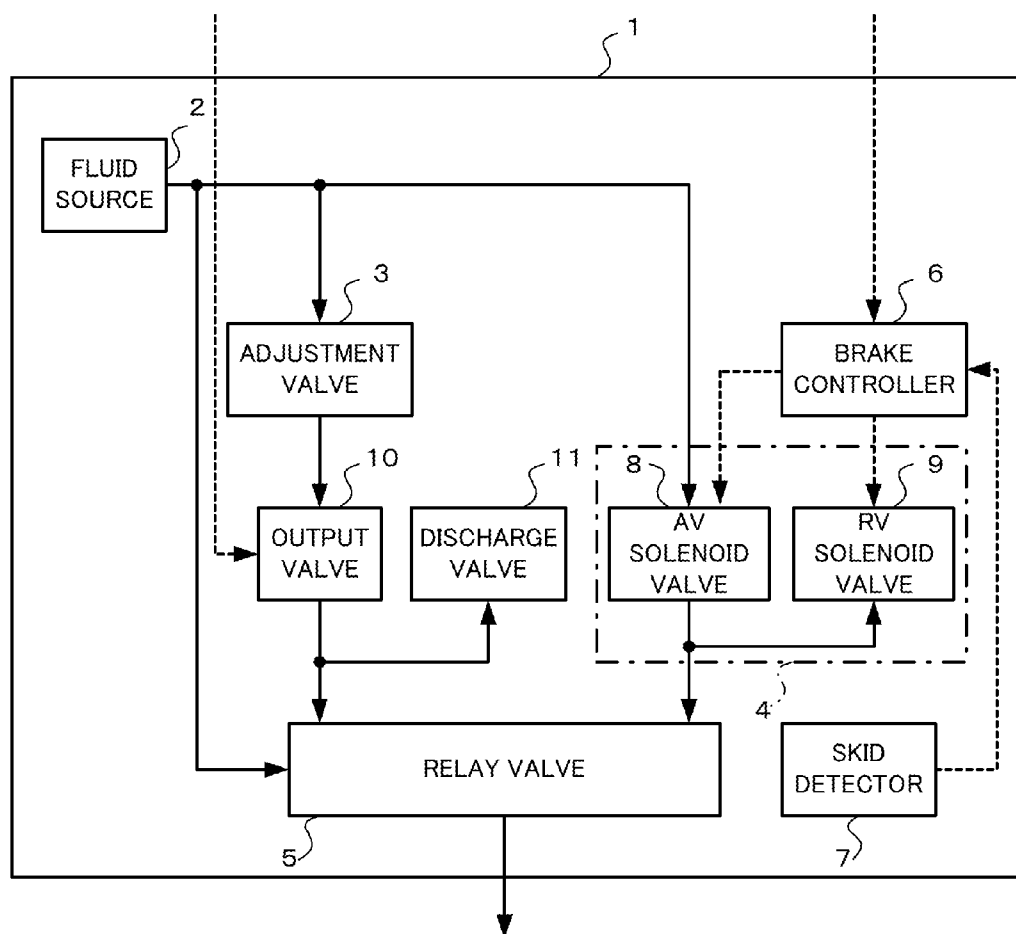 1
2
FLUID
SOURCE
3
ADJUSTMENT
VALVE
6
BRAKE
CONTROLLER
10
OUTPUT
VALVE
11
DISCHARGE
VALVE
8
AV
SOLENOID
VALVE
9
RV
SOLENOID
VALVE
4
RELAY VALVE
5
SKID
DETECTOR
7